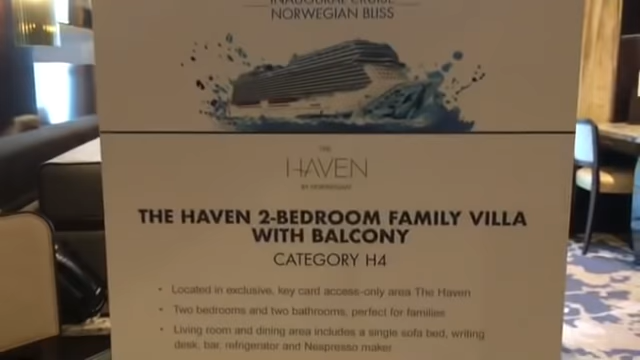 INAUGURAL CRUISE
NORWEGIAN BLISS
THE
HAVEN
BY NORWEGIAN
THE HAVEN 2-BEDROOM FAMILY VILLA
WITH BALCONY
CATEGORY H4
• Located in exclusive, key card access-only area The Haven
• Two bedrooms and two bathrooms, perfect for families
• Living room and dining area includes a single sofa bed, writing
desk, bar, refrigerator and Nespresso maker